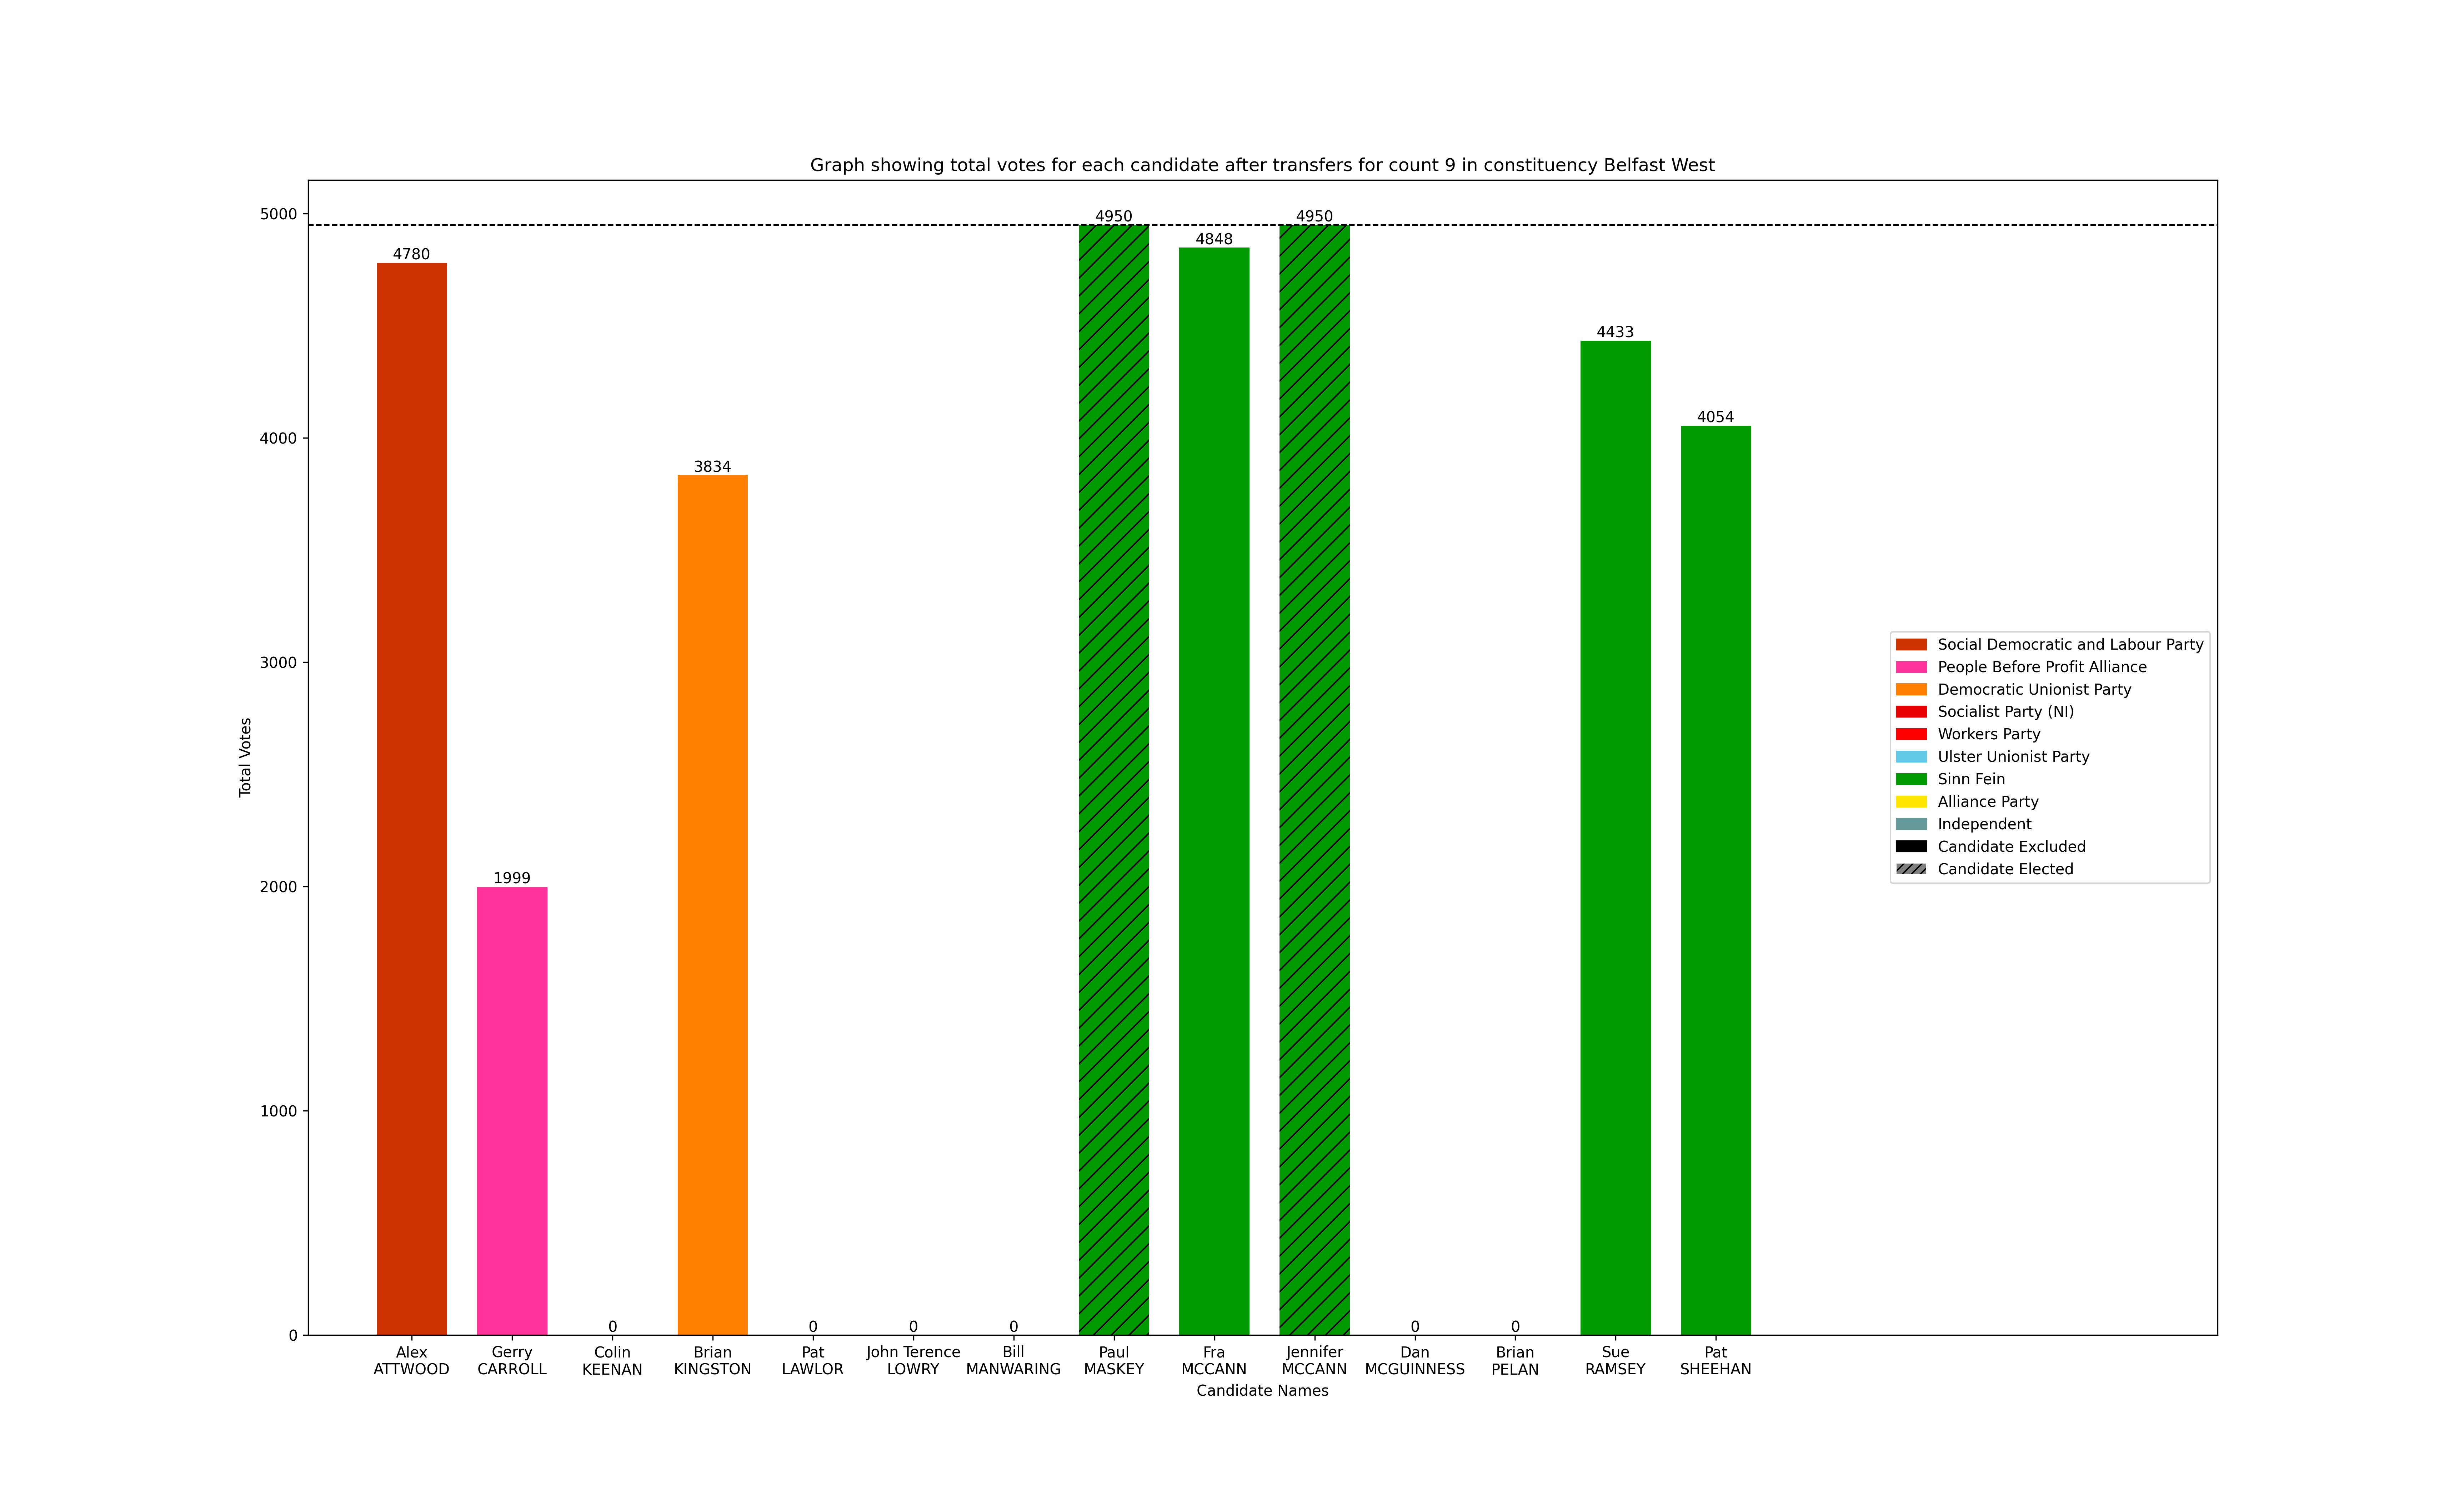 Graph showing total votes for each candidate after transfers for count 9 in constituency Belfast West
5000
4000
3000
2000
1000
0
Total Votes
4780
1999
0
3834
0
0
0
4950
4848
4950
0
0
4433
4054
Alex
ATTWOOD
Gerry
CARROLL
Colin
KEENAN
Brian
KINGSTON
Pat
LAWLOR
John Terence
LOWRY
Bill
MANWARING
Paul
MASKEY
Fra
MCCANN
Jennifer
MCCANN
Dan
MCGUINNESS
Brian
PELAN
Sue
RAMSEY
Pat
SHEEHAN
Candidate Names
Social Democratic and Labour Party
People Before Profit Alliance
Democratic Unionist Party
Socialist Party (NI)
Workers Party
Ulster Unionist Party
Sinn Fein
Alliance Party
Independent
Candidate Excluded
Candidate Elected